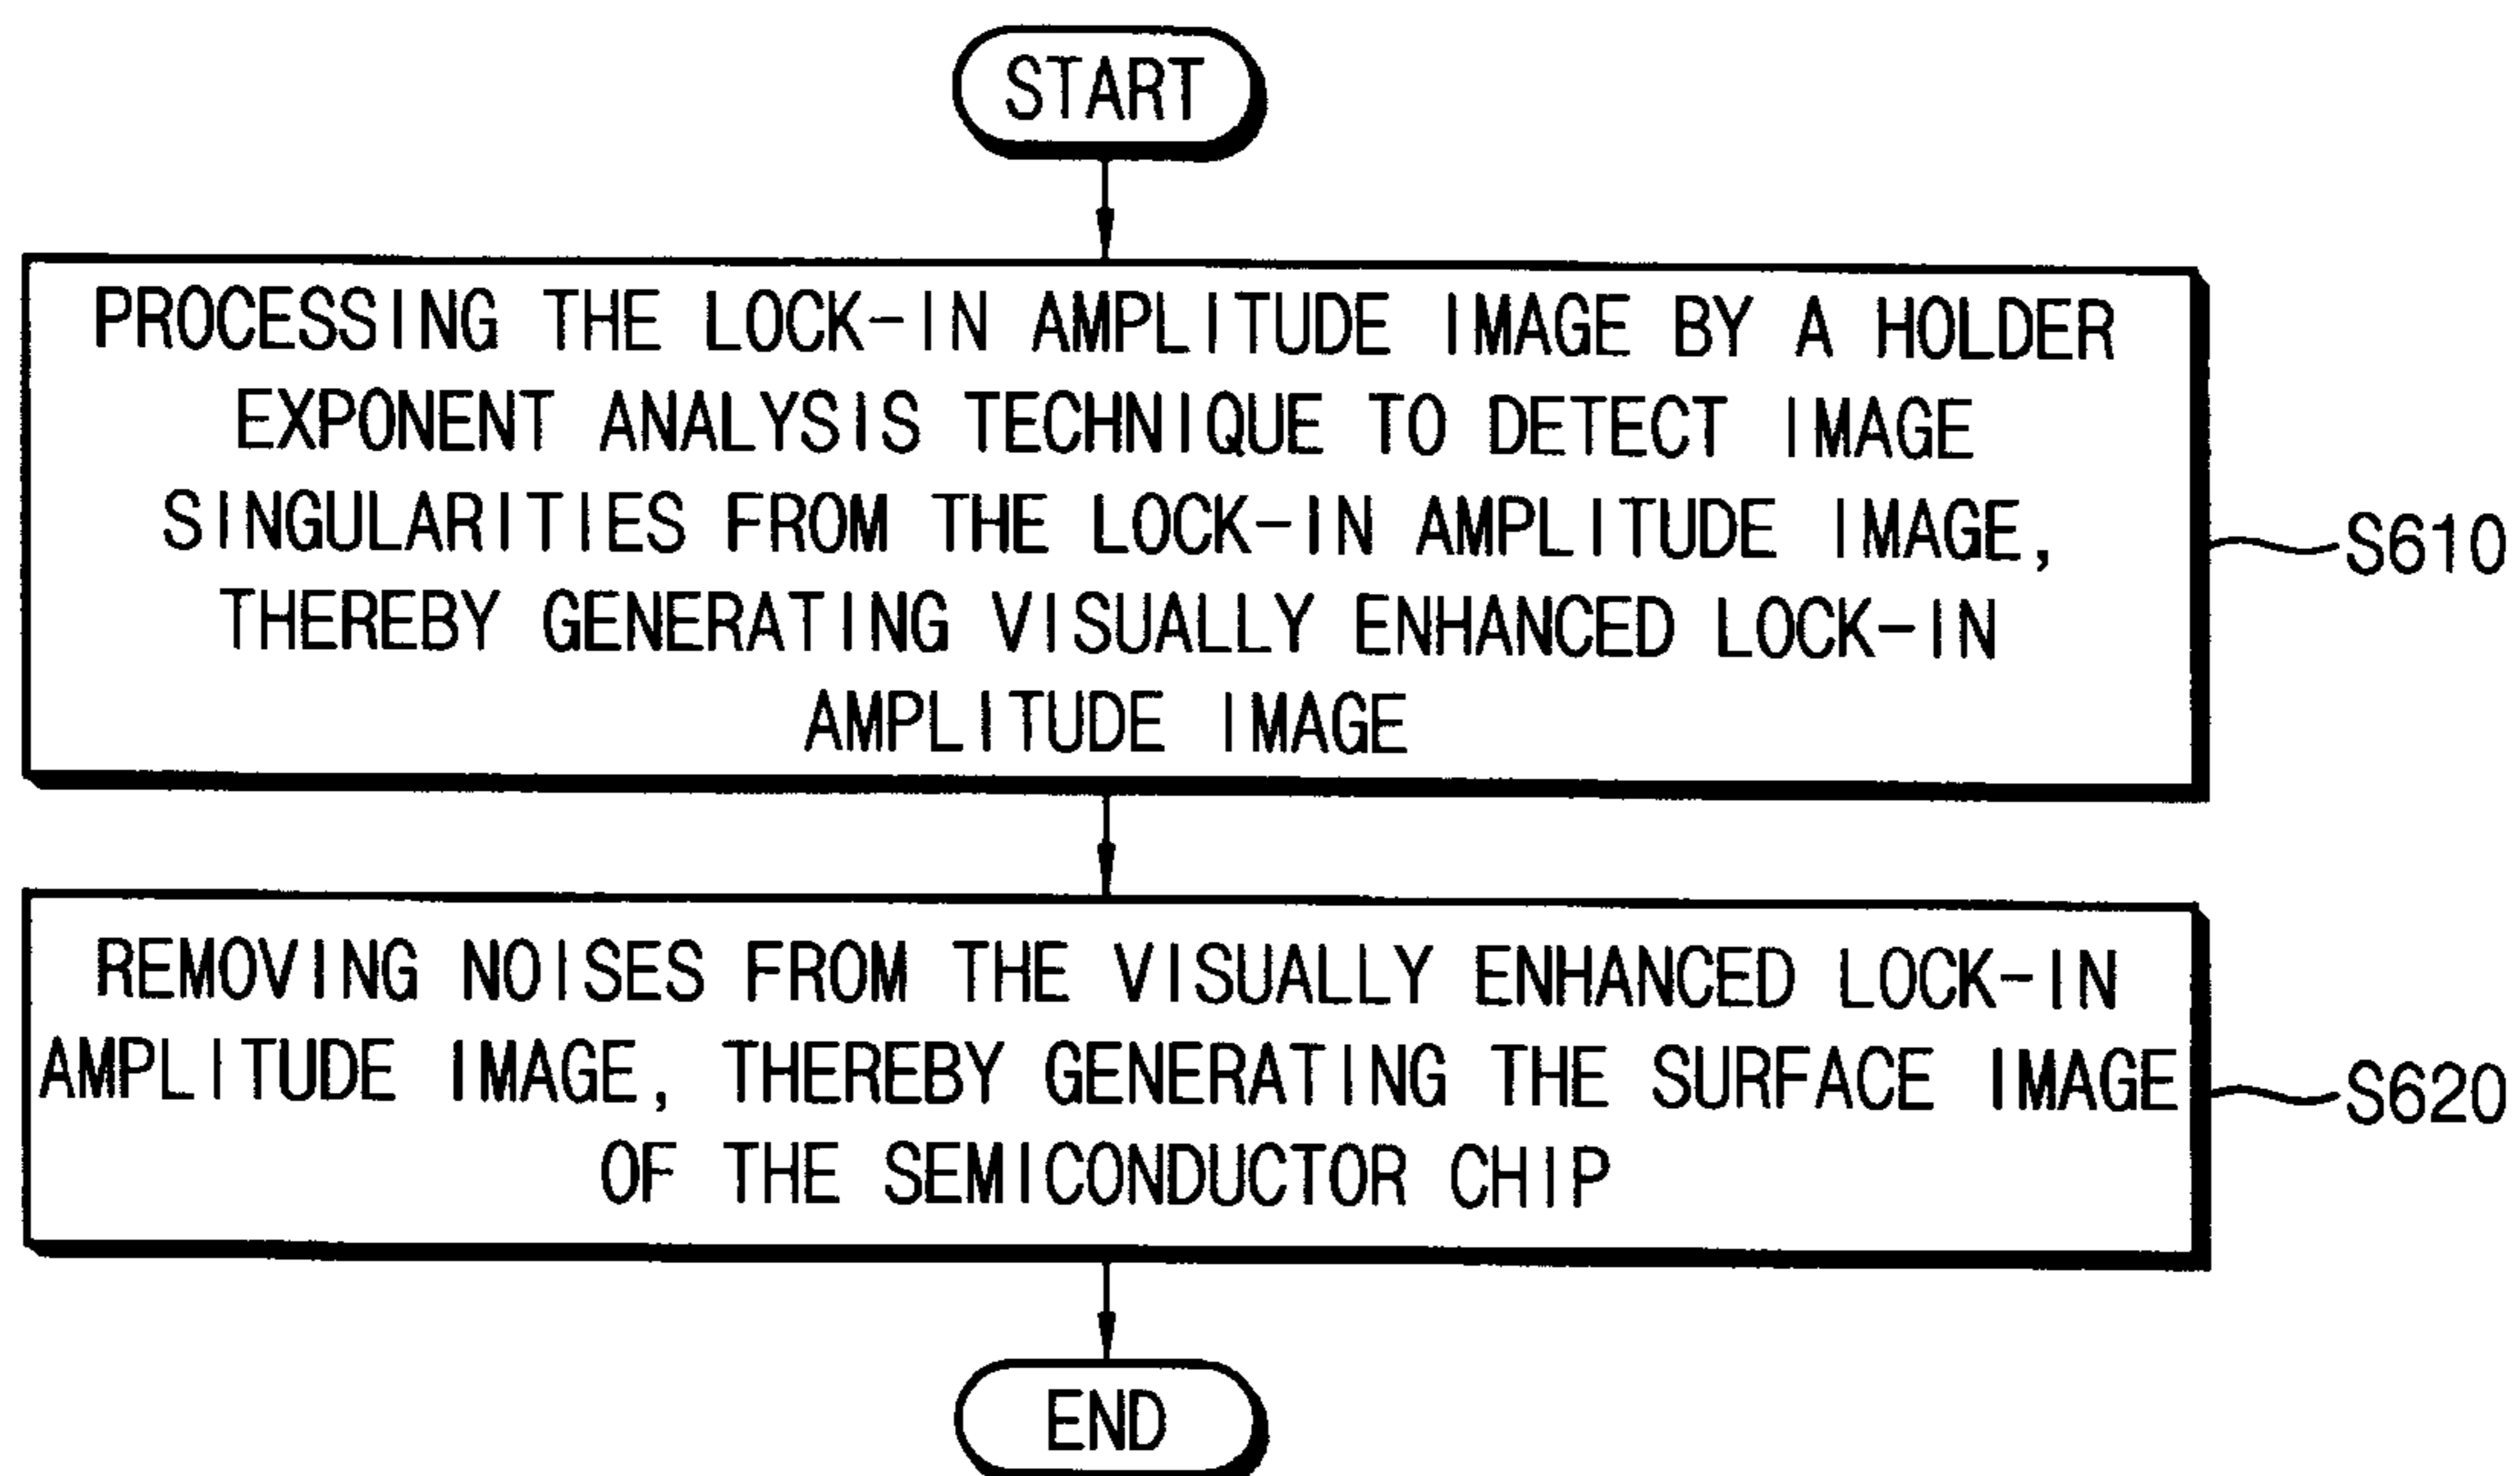 START
PROCESSING THE LOCK-IN AMPLITUDE IMAGE BY A HOLDER
EXPONENT ANALYSIS TECHNIQUE TO DETECT IMAGE
SINGULARITIES FROM THE LOCK-IN AMPLITUDE IMAGE,
THEREBY GENERATING VISUALLY ENHANCED LOCK-IN
AMPLITUDE IMAGE
S610
REMOVING NOISES FROM THE VISUALLY ENHANCED LOCK-IN
AMPLITUDE IMAGE, THEREBY GENERATING THE SURFACE IMAGE
OF THE SEMICONDUCTOR CHIP
S620
END